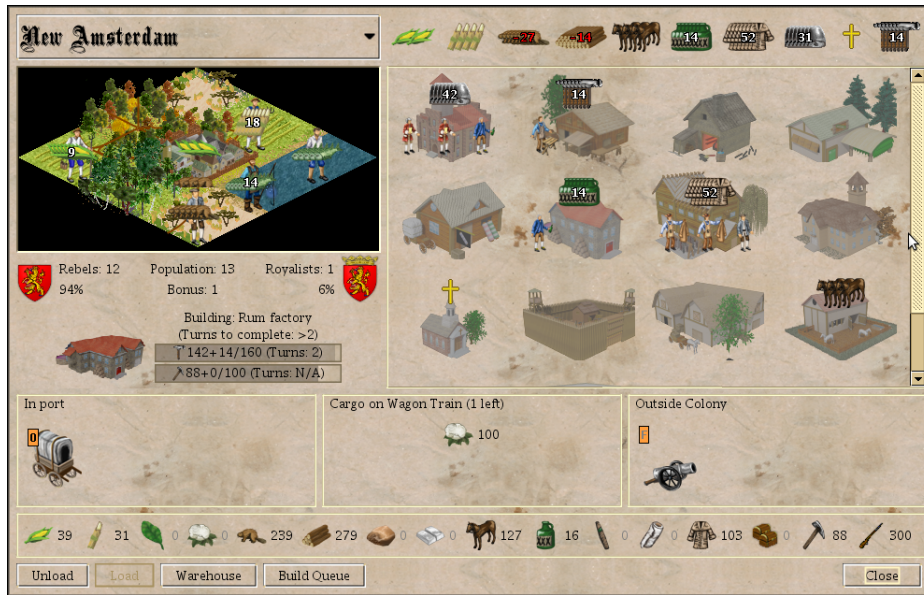 New Amsterdam
-27 -14 14 52 31 14
18
9
14
42 14
14 52
Rebels: 12 Population: 13 Royalists: 1
94% Bonus: 1 6%
Building: Rum factory
(Turns to complete: >2)
142+14/160 (Turns: 2)
88+0/100 (Turns: N/A)
In port Cargo on Wagon Train (1 left) Outside Colony
0 100 F
39 31 0 0 239 279 0 0 127 16 0 0 103 0 88 300
Unload Load Warehouse Build Queue Close